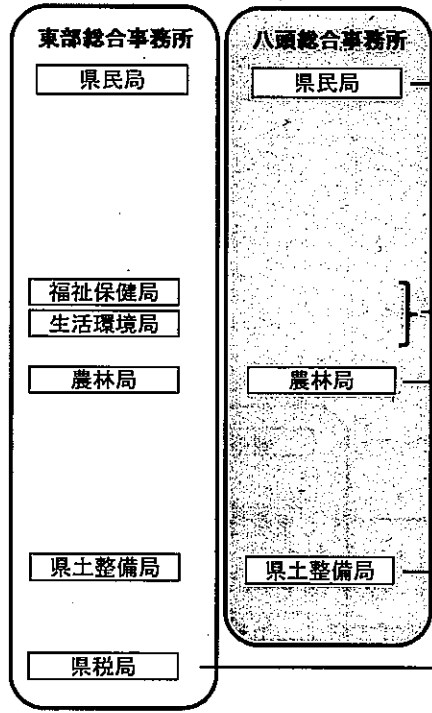 東部総合事務所
県民局
福祉保健局
生活環境局
農林局
県土整備局
県税局
八頭総合事務所
県民局
農林局
県土整備局